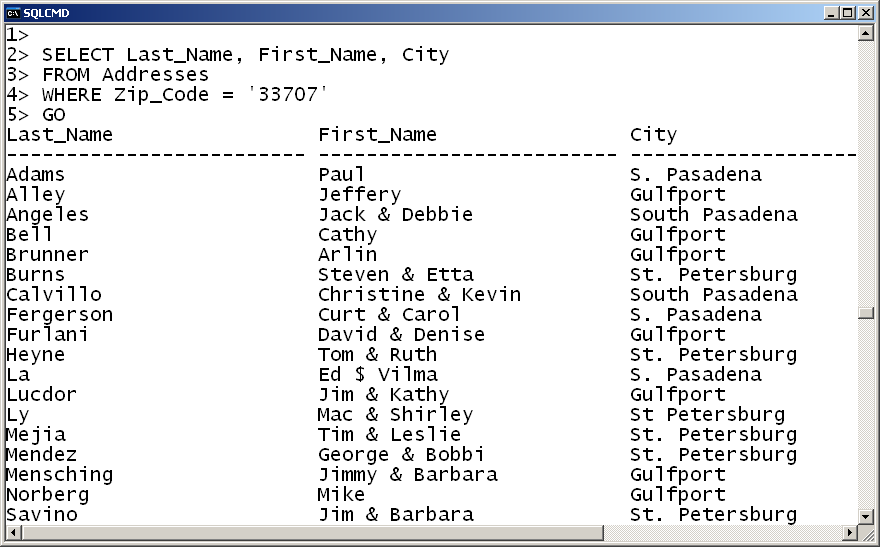 SQLCMD
1>
2> SELECT Last_Name, First_Name, City
3> FROM Addresses
4> WHERE Zip_Code = '33707'
5> GO
Last_Name First_Name City
------------------------- ------------------------- -------------------
Adams Paul S. Pasadena
Alley Jeffery Gulfport
Angeles Jack & Debbie South Pasadena
Bell Cathy Gulfport
Brunner Arlin Gulfport
Burns Steven & Etta St. Petersburg
Calvillo Christine & Kevin South Pasadena
Fergerson Curt & Carol S. Pasadena
Furlani David & Denise Gulfport
Heyne Tom & Ruth St. Petersburg
La Ed $ Vilma S. Pasadena
Lucdor Jim & Kathy Gulfport
Ly Mac & Shirley St Petersburg
Mejia Tim & Leslie St. Petersburg
Mendez George & Bobbi St. Petersburg
Mensching Jimmy & Barbara Gulfport
Norberg Mike Gulfport
Savino Jim & Barbara St. Petersburg